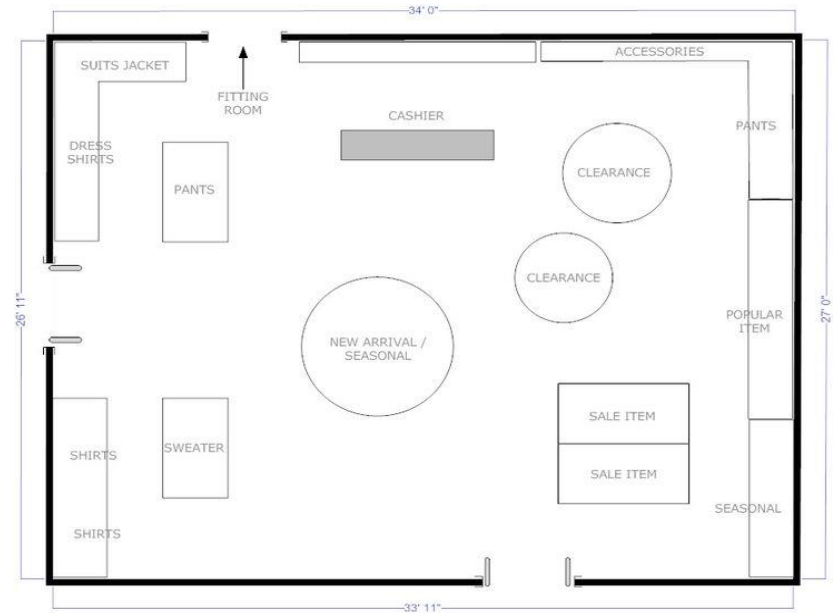 34' 0"
SUITS JACKET
ACCESSORIES
FITTING
ROOM
CASHIER
PANTS
DRESS
SHIRTS
PANTS
CLEARANCE
CLEARANCE
26' 11"
27' 0"
NEW ARRIVAL /
SEASONAL
POPULAR
ITEM
SALE ITEM
SHIRTS
SWEATER
SALE ITEM
SEASONAL
SHIRTS
33' 11"